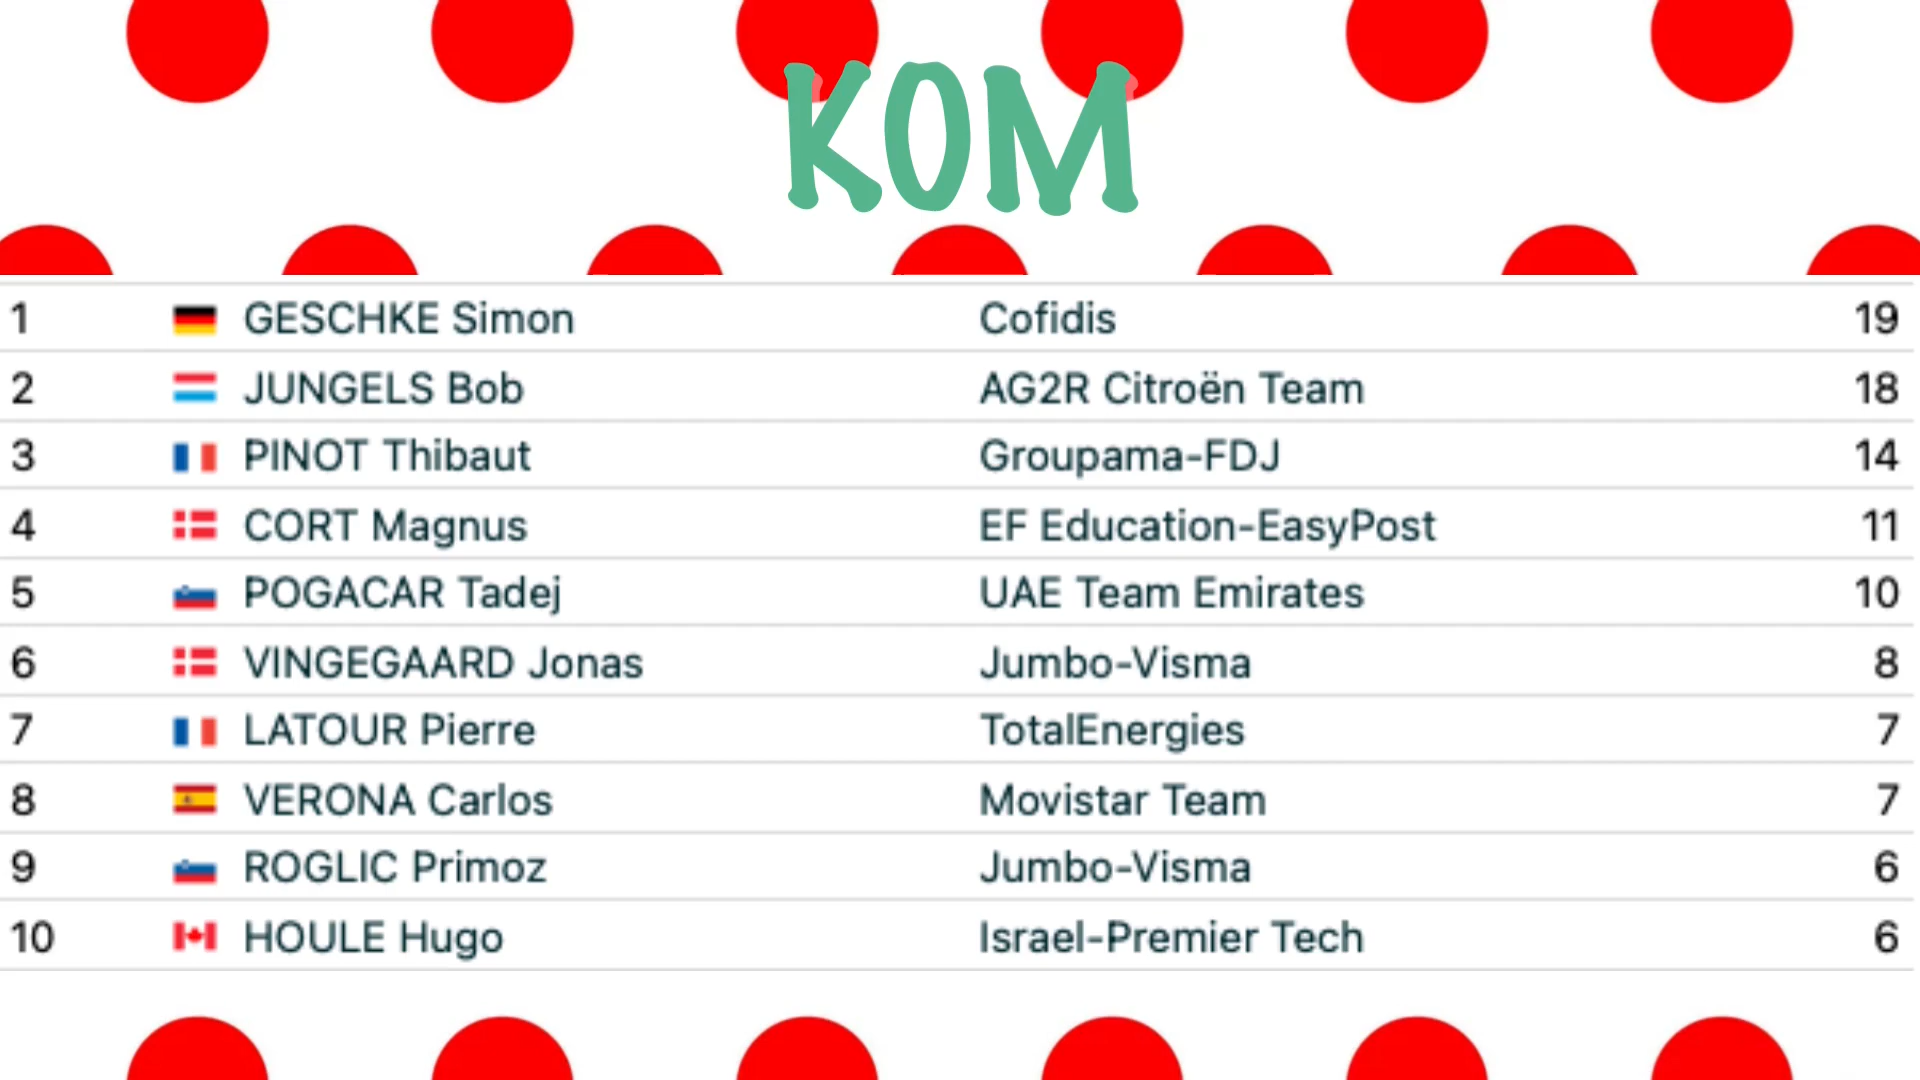 KOM
1 GESCHKE Simon Cofidis 19
2 JUNGELS Bob AG2R Citroën Team 18
3 PINOT Thibaut Groupama-FDJ 14
4 CORT Magnus EF Education-EasyPost 11
5 POGACAR Tadej UAE Team Emirates 10
6 VINGEGAARD Jonas Jumbo-Visma 8
7 LATOUR Pierre TotalEnergies 7
8 VERONA Carlos Movistar Team 7
9 ROGLIC Primoz Jumbo-Visma 6
10 HOULE Hugo Israel-Premier Tech 6